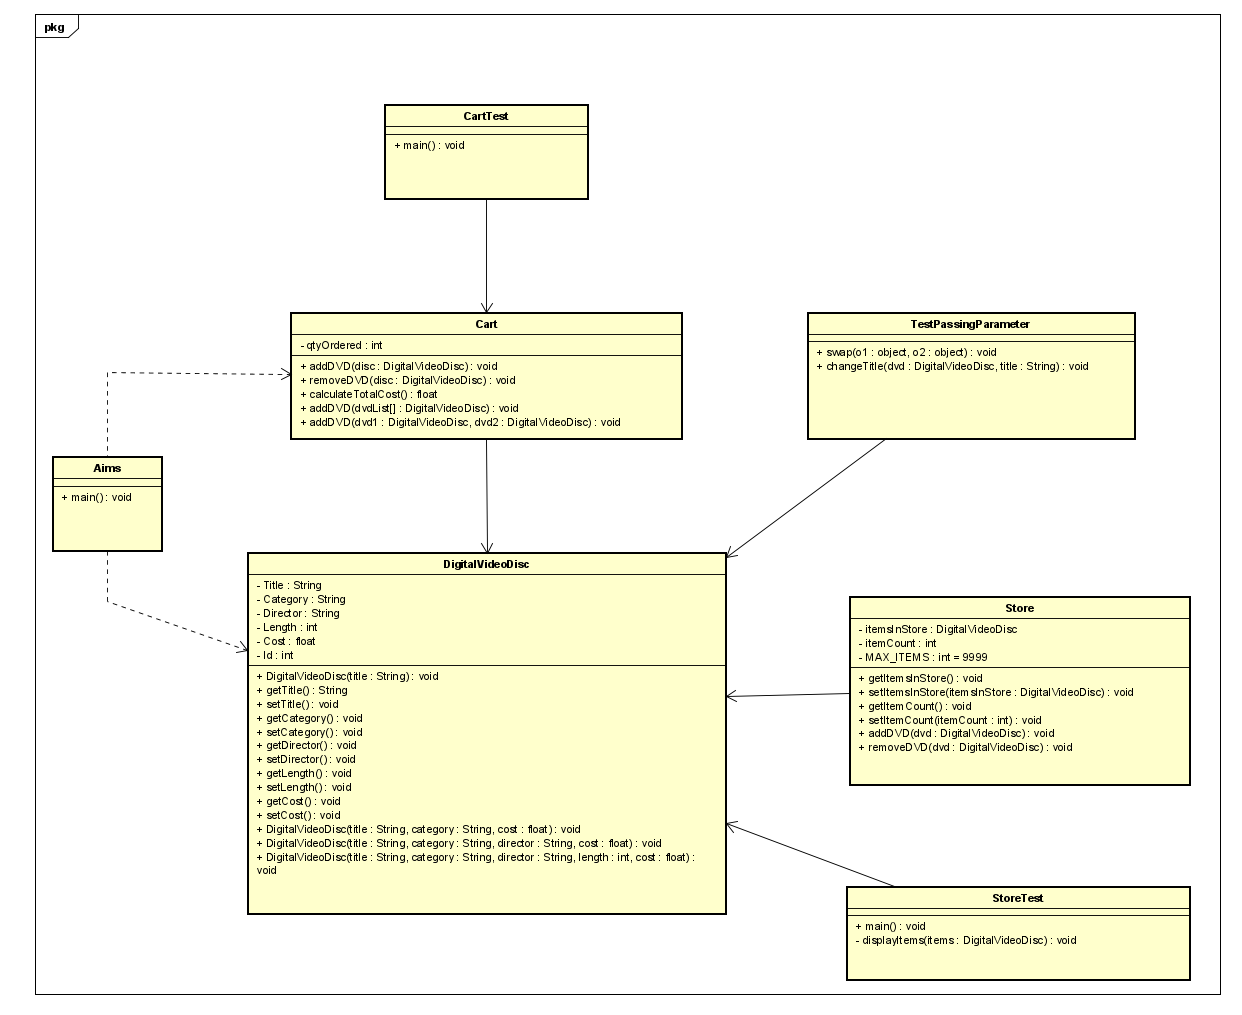 pkg
CartTest
+ main() : void
Cart
- qtyOrdered : int
+ addDVD(disc : DigitalVideoDisc) : void
+ removeDVD(disc : DigitalVideoDisc) : void
+ calculateTotalCost() : float
+ addDVD(dvdList[] : DigitalVideoDisc) : void
+ addDVD(dvd1 : DigitalVideoDisc, dvd2 : DigitalVideoDisc) : void
TestPassingParameter
+ swap(o1 : object, o2 : object) : void
+ changeTitle(dvd : DigitalVideoDisc, title : String) : void
Aims
+ main() : void
DigitalVideoDisc
- Title : String
- Category : String
- Director : String
- Length : int
- Cost : float
- Id : int
+ DigitalVideoDisc(title : String) : void
+ getTitle() : String
+ setTitle() : void
+ getCategory() : void
+ setCategory() : void
+ getDirector() : void
+ setDirector() : void
+ getLength() : void
+ setLength() : void
+ getCost() : void
+ setCost() : void
+ DigitalVideoDisc(title : String, category : String, cost : float) : void
+ DigitalVideoDisc(title : String, category : String, director : String, cost : float) : void
+ DigitalVideoDisc(title : String, category : String, director : String, length : int, cost : float) :
void
Store
- itemsInStore : DigitalVideoDisc
- itemCount : int
- MAX_ITEMS : int = 9999
+ getItemsInStore() : void
+ setItemsInStore(itemsInStore : DigitalVideoDisc) : void
+ getItemCount() : void
+ setItemCount(itemCount : int) : void
+ addDVD(dvd : DigitalVideoDisc) : void
+ removeDVD(dvd : DigitalVideoDisc) : void
StoreTest
+ main() : void
- displayItems(items : DigitalVideoDisc) : void